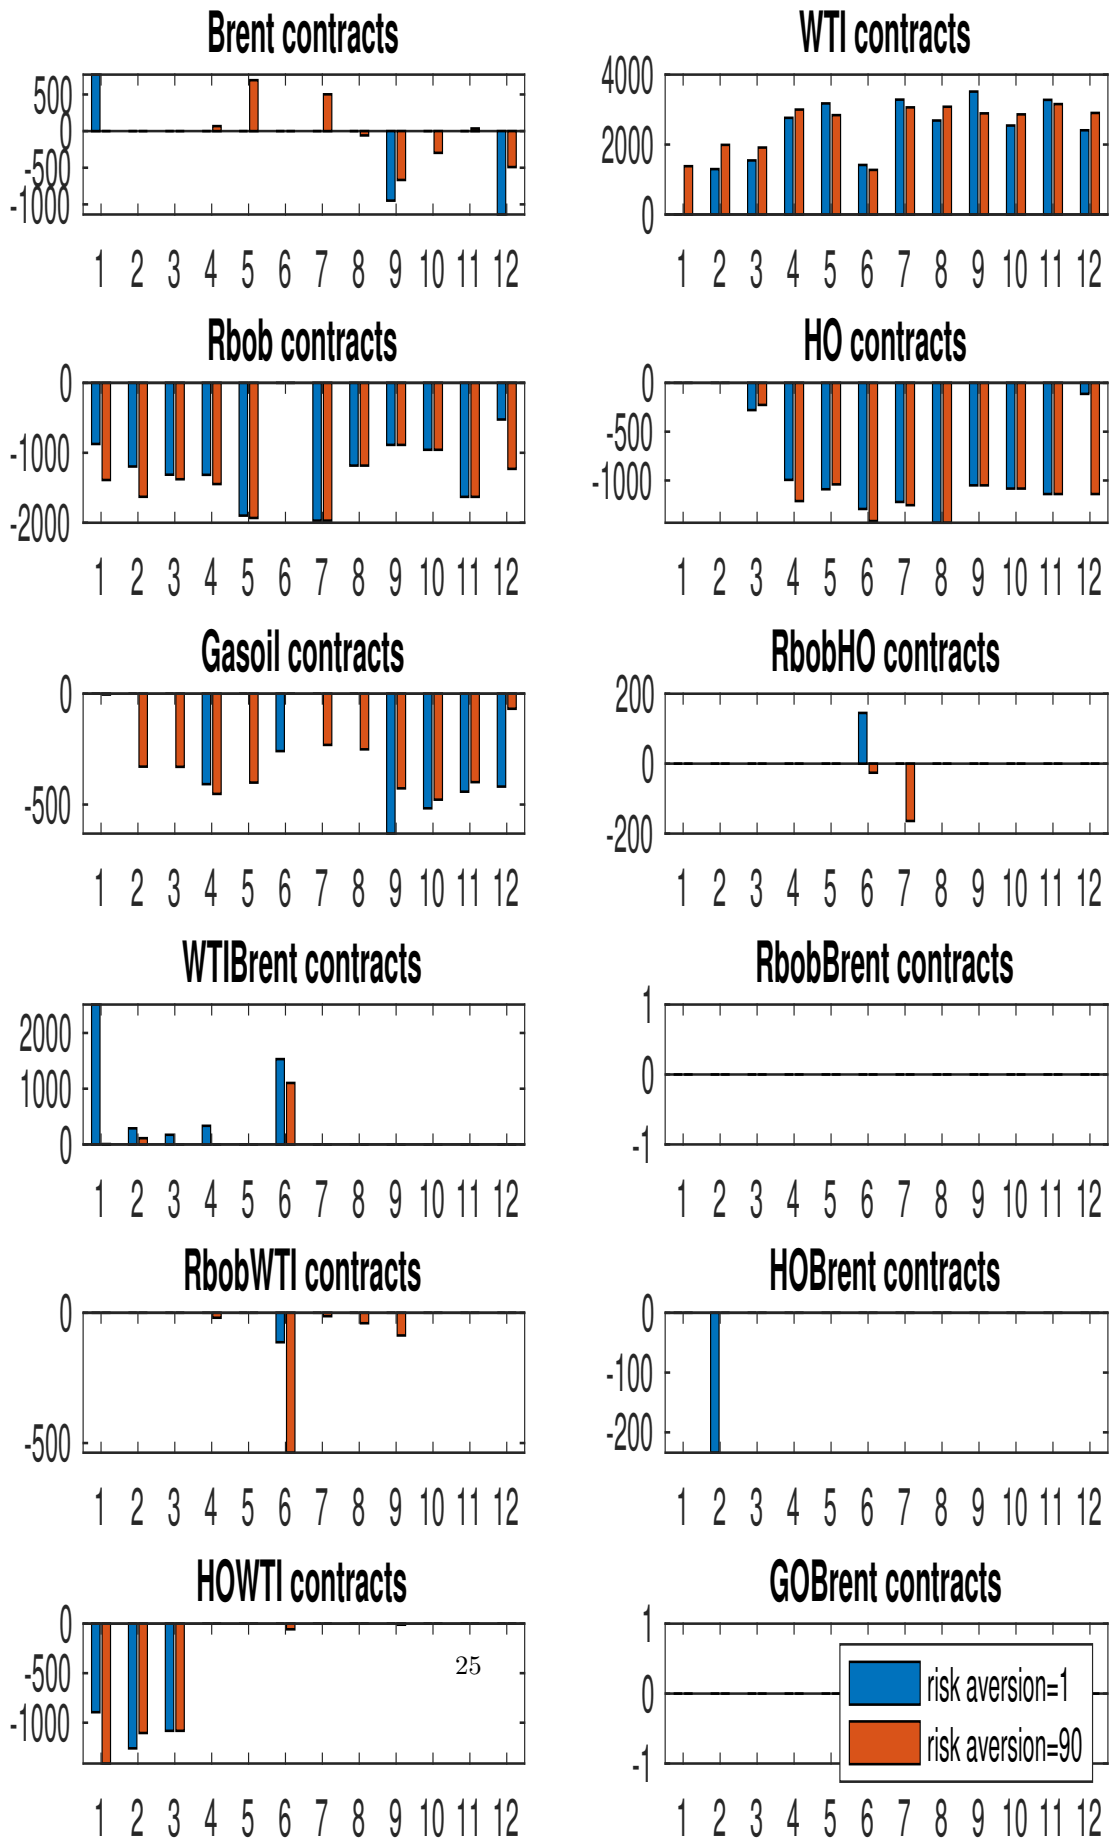 Brent contracts
500
0
-500
-1000
1 2 3 4 5 6 7 8 9 10 11 12
WTI contracts
4000
2000
0
1 2 3 4 5 6 7 8 9 10 11 12
Rbob contracts
0
-1000
-2000
1 2 3 4 5 6 7 8 9 10 11 12
HO contracts
0
-500
-1000
1 2 3 4 5 6 7 8 9 10 11 12
Gasoil contracts
0
-500
1 2 3 4 5 6 7 8 9 10 11 12
RbobHO contracts
200
0
-200
1 2 3 4 5 6 7 8 9 10 11 12
WTIBrent contracts
2000
1000
0
1 2 3 4 5 6 7 8 9 10 11 12
RbobBrent contracts
1
0
-1
1 2 3 4 5 6 7 8 9 10 11 12
RbobWTI contracts
0
-500
1 2 3 4 5 6 7 8 9 10 11 12
HOBrent contracts
0
-100
-200
1 2 3 4 5 6 7 8 9 10 11 12
HOWTI contracts
0
-500
-1000
1 2 3 4 5 6 7 8 9 10 11 12
25
GOBrent contracts
1
0
-1
1 2 3 4 5 6 7 8 9 10 11 12
risk aversion=1
risk aversion=90